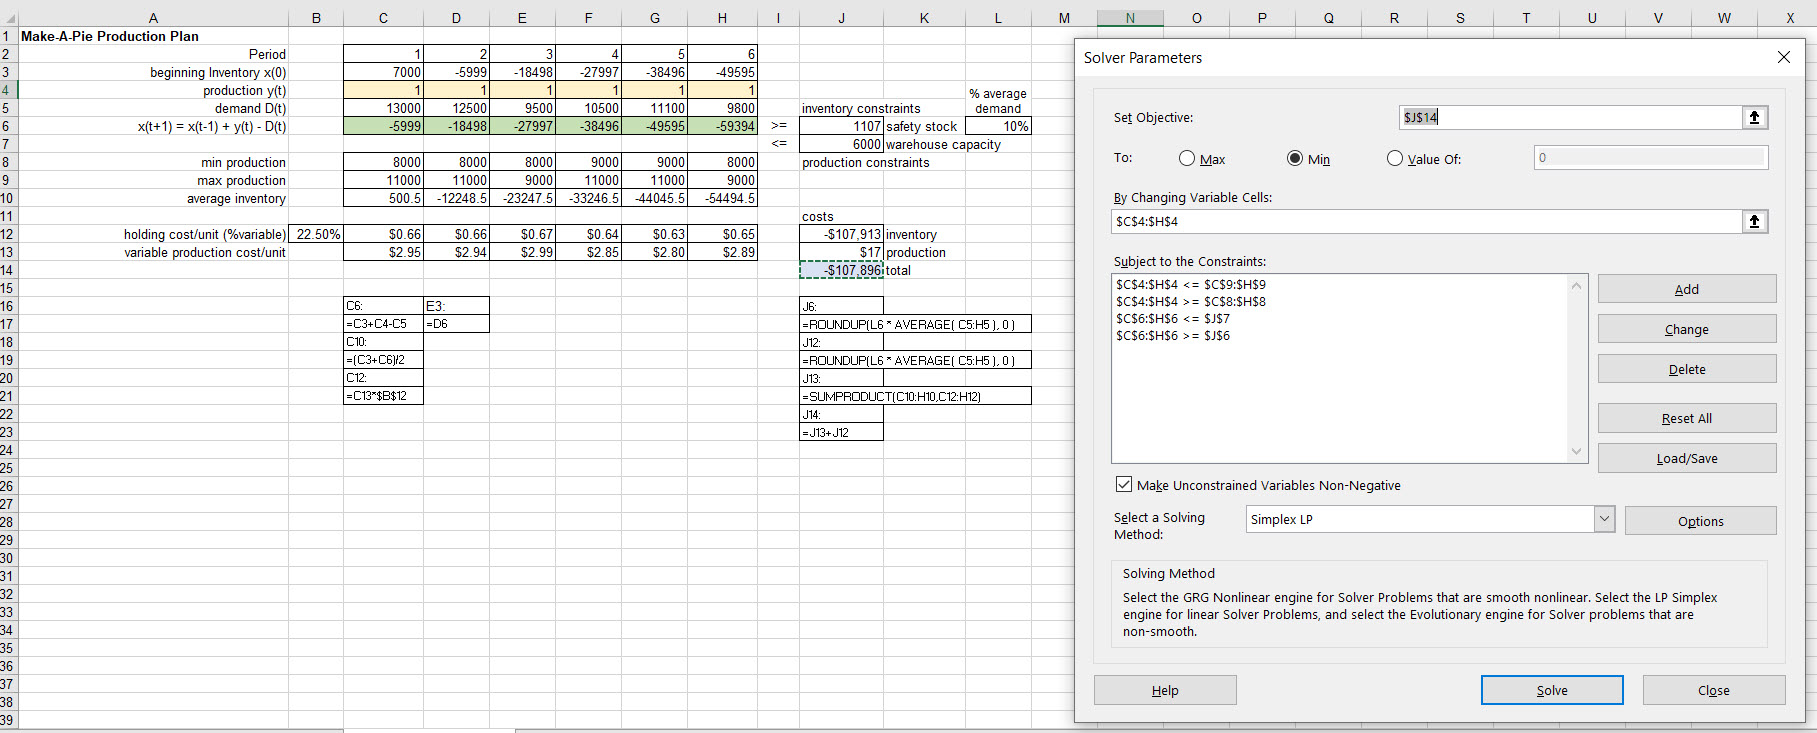 A B C D E F G H I J K L M N O P Q R S T U V W X
1 Make-A-Pie Production Plan
2 Period 1 2 3 4 5 6
3 beginning Inventory x(0) 7000 -5999 -18498 -27997 -38496 -49595
4 production y(t) 1 1 1 1 1 1 % average
5 demand D(t) 13000 12500 9500 10500 11100 9800 inventory constraints demand
6 x(t+1) = x(t-1) + y(t) - D(t) -5999 -18498 -27997 -38496 -49595 -59394 >= 1107 safety stock 10%
7 <= 6000 warehouse capacity
8 min production 8000 8000 8000 9000 9000 8000 production constraints
9 max production 11000 11000 9000 11000 11000 9000
10 average inventory 500.5 -12248.5 -23247.5 -33246.5 -44045.5 -54494.5
11 costs
12 holding cost/unit (%variable) 22.50% $0.66 $0.66 $0.67 $0.64 $0.63 $0.65 -$107,913 inventory
13 variable production cost/unit $2.95 $2.94 $2.99 $2.85 $2.80 $2.89 $17 production
14 -$107,896 total
15
16 C6: E3: J6:
17 =C3+C4-C5 =D6 =ROUNDUP(L6 * AVERAGE( C5:H5 ), 0 )
18 C10: J12:
19 =(C3+C6)/2 =ROUNDUP(L6 * AVERAGE( C5:H5 ), 0 )
20 C12: J13:
21 =C13*$B$12 =SUMPRODUCT(C10:H10,C12:H12)
22 J14:
23 =J13+J12
24
25
26
27
28
29
30
31
32
33
34
35
36
37
38
39
Solver Parameters
Set Objective: $J$14
To: Max Min Value Of: 0
By Changing Variable Cells:
$C$4:$H$4
Subject to the Constraints:
$C$4:$H$4 <= $C$9:$H$9
$C$4:$H$4 >= $C$8:$H$8
$C$6:$H$6 <= $J$7
$C$6:$H$6 >= $J$6
Add
Change
Delete
Reset All
Load/Save
Make Unconstrained Variables Non-Negative
Select a Solving Method: Simplex LP Options
Solving Method
Select the GRG Nonlinear engine for Solver Problems that are smooth nonlinear. Select the LP Simplex
engine for linear Solver Problems, and select the Evolutionary engine for Solver problems that are
non-smooth.
Help Solve Close